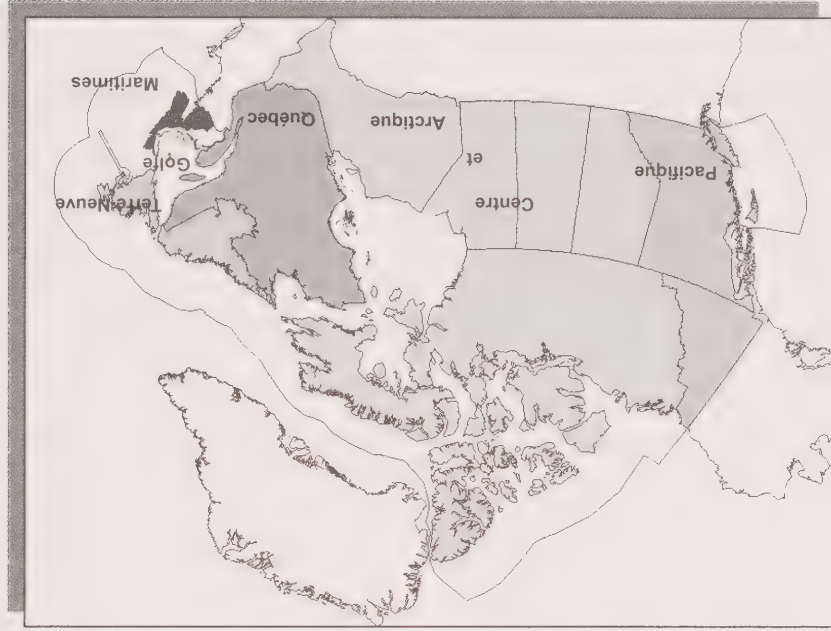 Pacifique
Centre
et
Arctique
Québec
Terre-Neuve
Golfe
Maritimes